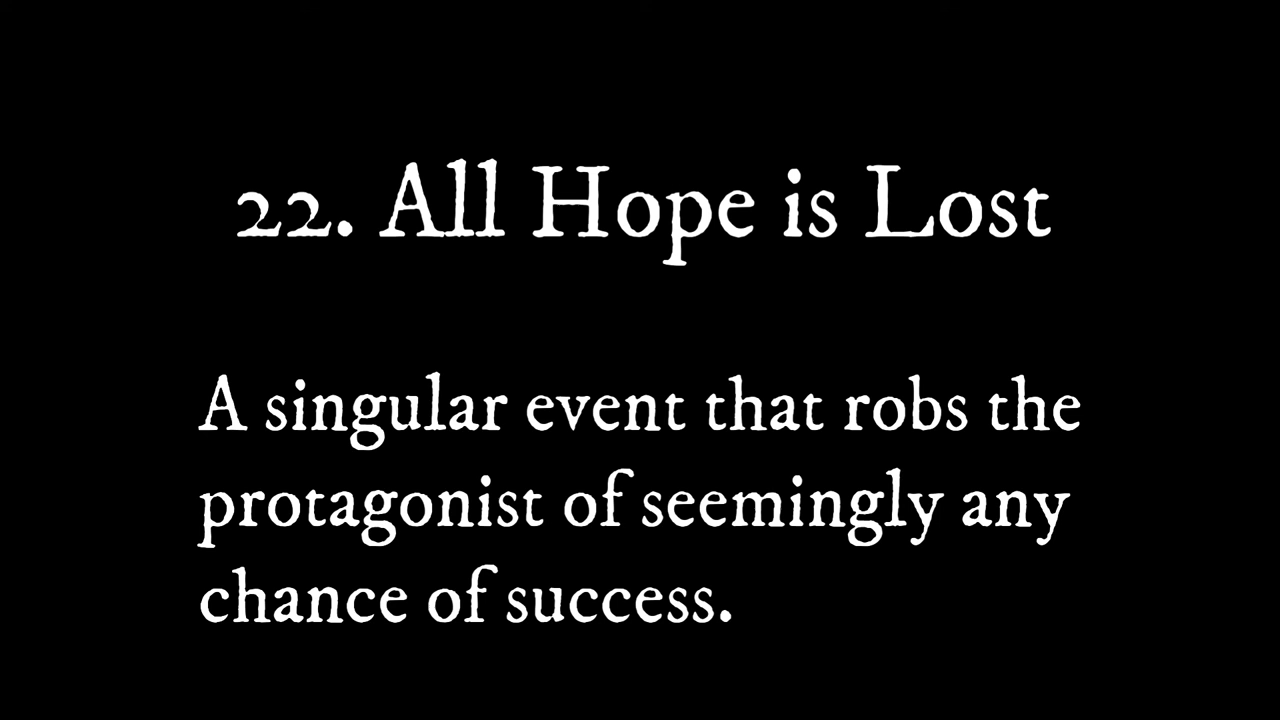 22. All Hope is Lost
A singular event that robs the
protagonist of seemingly any
chance of success.